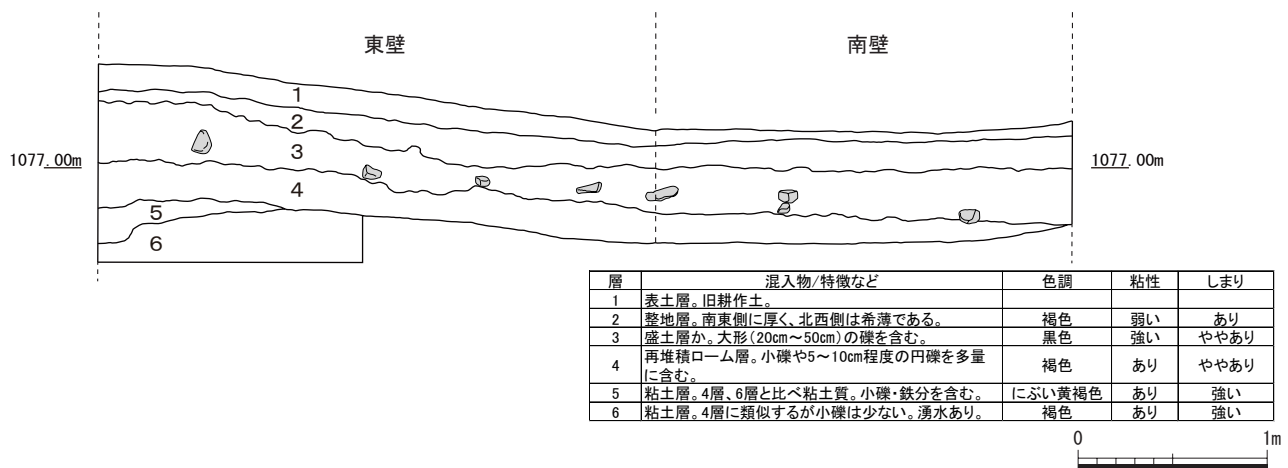 東壁
南壁
1
2
3
4
5
6
1077.00m
1077.00m
層 混入物/特徴など 色調 粘性 しまり
1 表土層。旧耕作土。
2 整地層。南東側に厚く、北西側は希薄である。 褐色 弱い あり
3 盛土層か。大形(20cm~50cm)の礫を含む。 黒色 強い ややあり
4 再堆積ローム層。小礫や5~10cm程度の円礫を多量
に含む。 褐色 あり ややあり
5 粘土層。4層、6層と比べ粘土質。小礫・鉄分を含む。 にぶい黄褐色 あり 強い
6 粘土層。4層に類似するが小礫は少ない。湧水あり。 褐色 あり 強い
0 1m